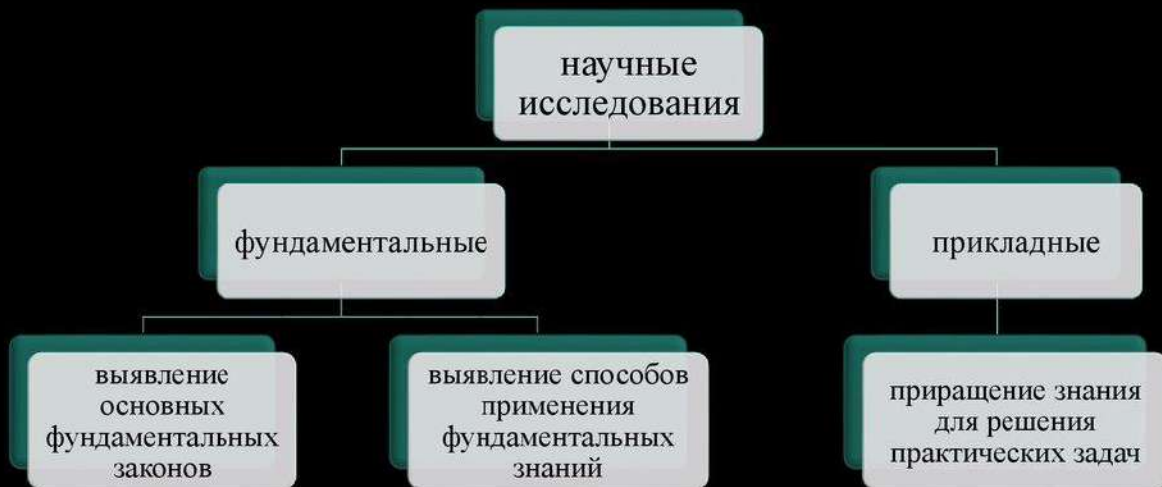 научные
исследования
фундаментальные
прикладные
выявление
основных
фундаментальных
законов
выявление способов
применения
фундаментальных
знаний
приращение знания
для решения
практических задач